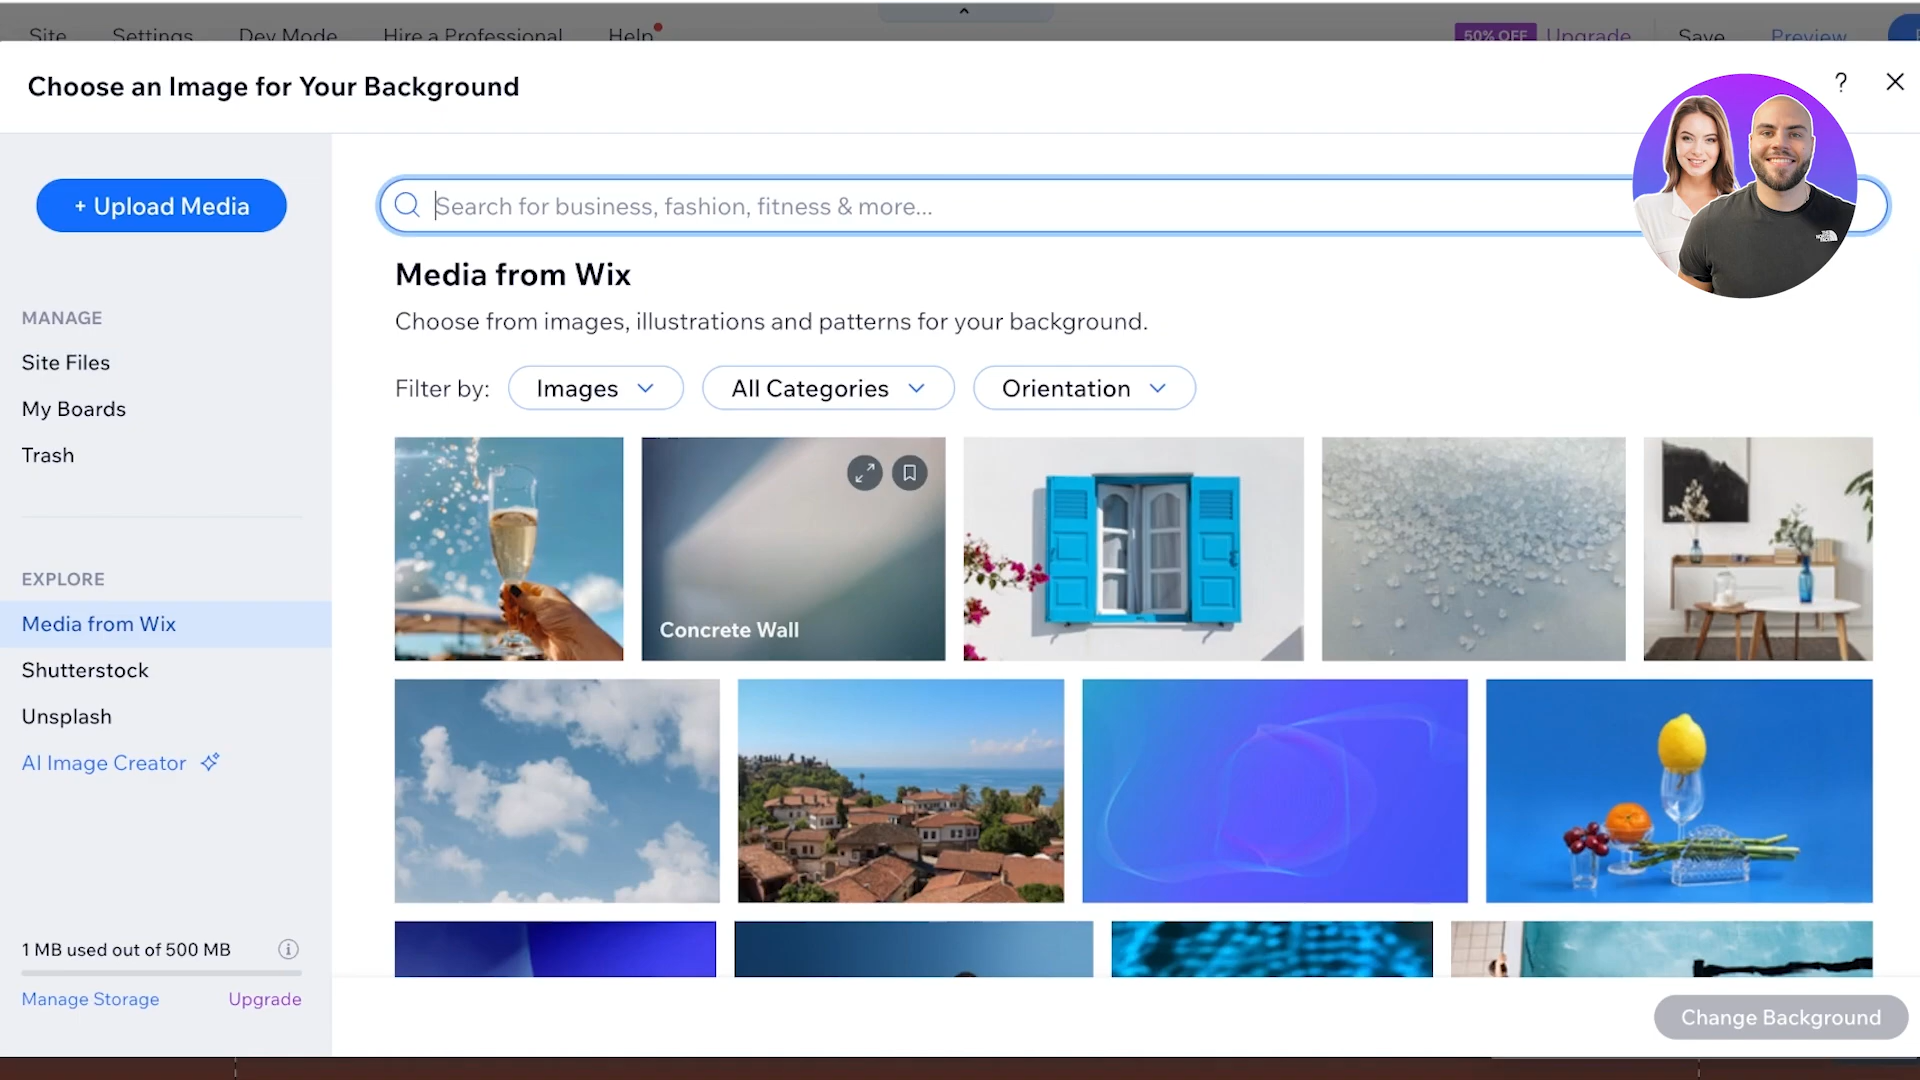 Site Settings Dev Mode Hire a Professional Help 50% OFF Upgrade Save Preview
Choose an Image for Your Background ?
+ Upload Media
Search for business, fashion, fitness & more...
Media from Wix
Choose from images, illustrations and patterns for your background.
Filter by: Images All Categories Orientation
MANAGE
Site Files
My Boards
Trash
Concrete Wall
EXPLORE
Media from Wix
Shutterstock
Unsplash
AI Image Creator
1 MB used out of 500 MB
Manage Storage Upgrade
Change Background
THE NORTH FACE